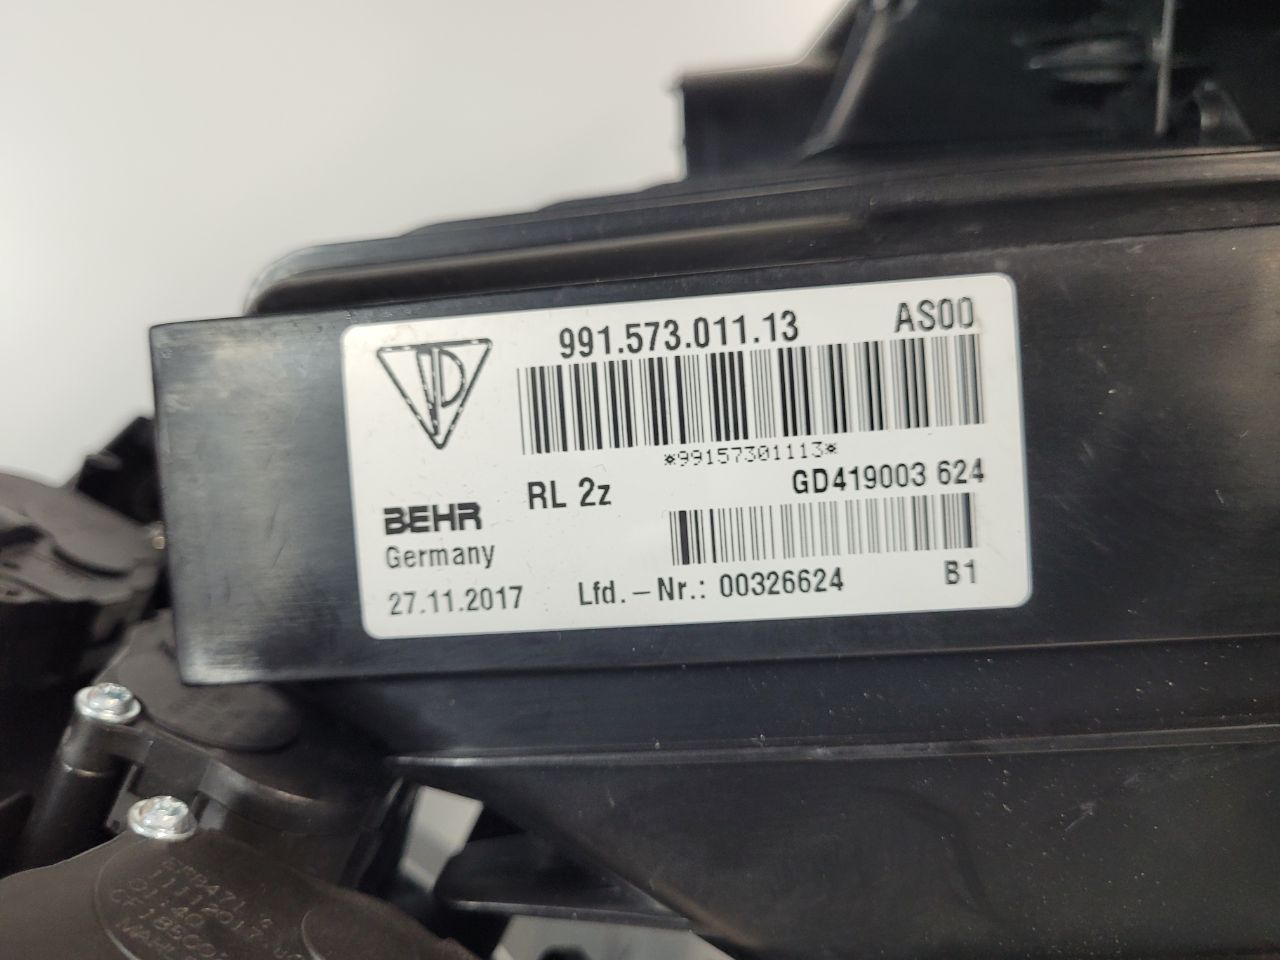 991.573.011.13 AS00
*99157301113*
RL 2z GD419003 624
BEHR
Germany
27.11.2017 Lfd.-Nr.: 00326624 B1